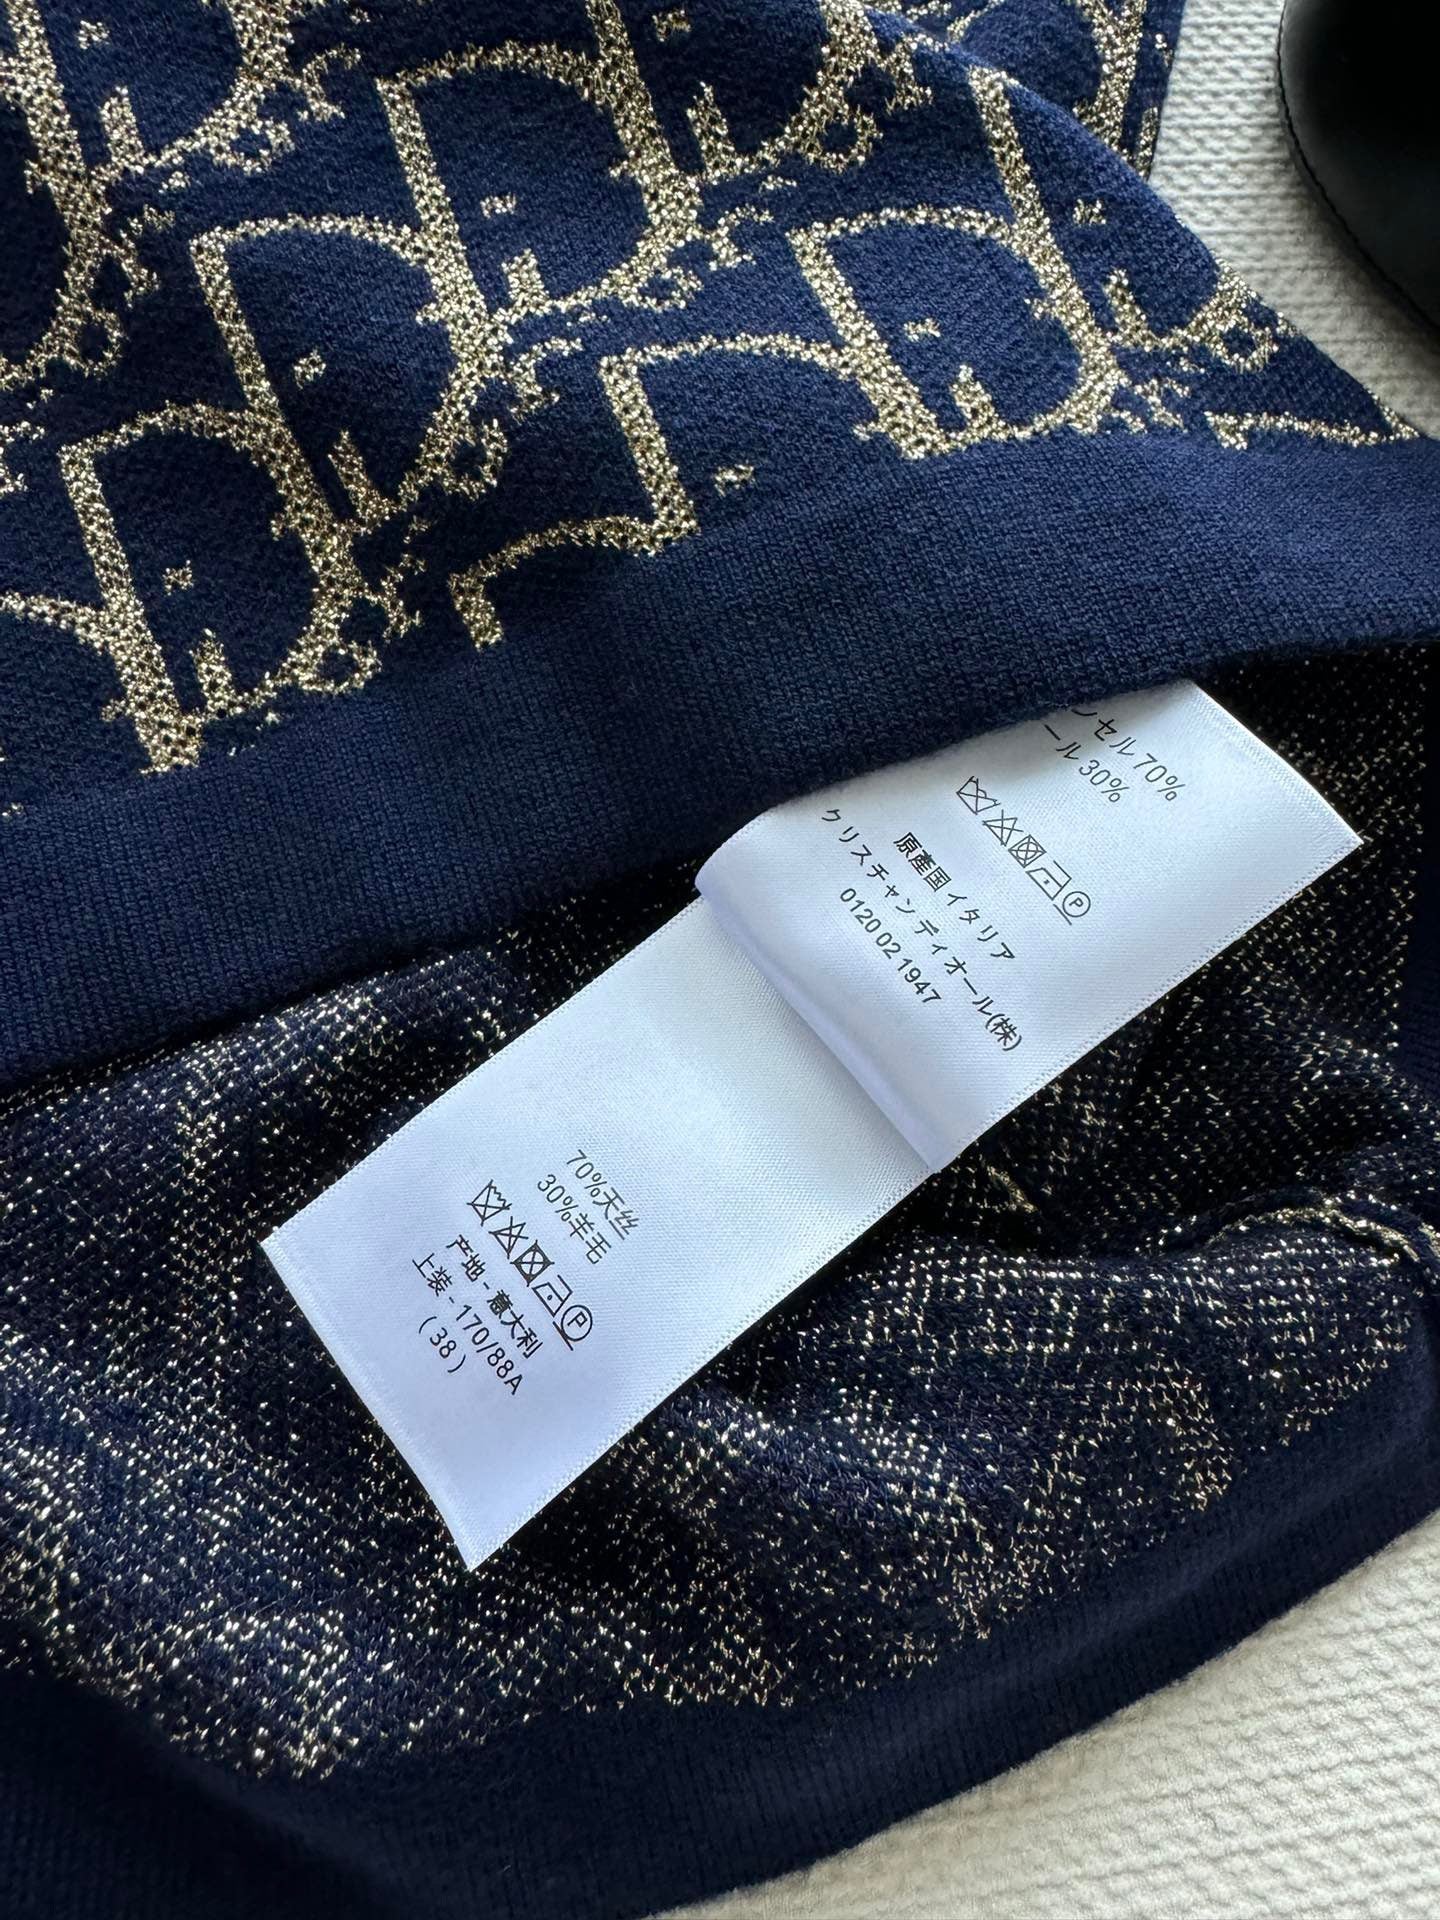 ンセル 70%
ール 30%
P
原産国 イタリア
クリスチャン ディオール(株)
0120 02 1947
70%天丝
30%羊毛
P
产地 - 意大利
上装 - 170/88A
( 38 )